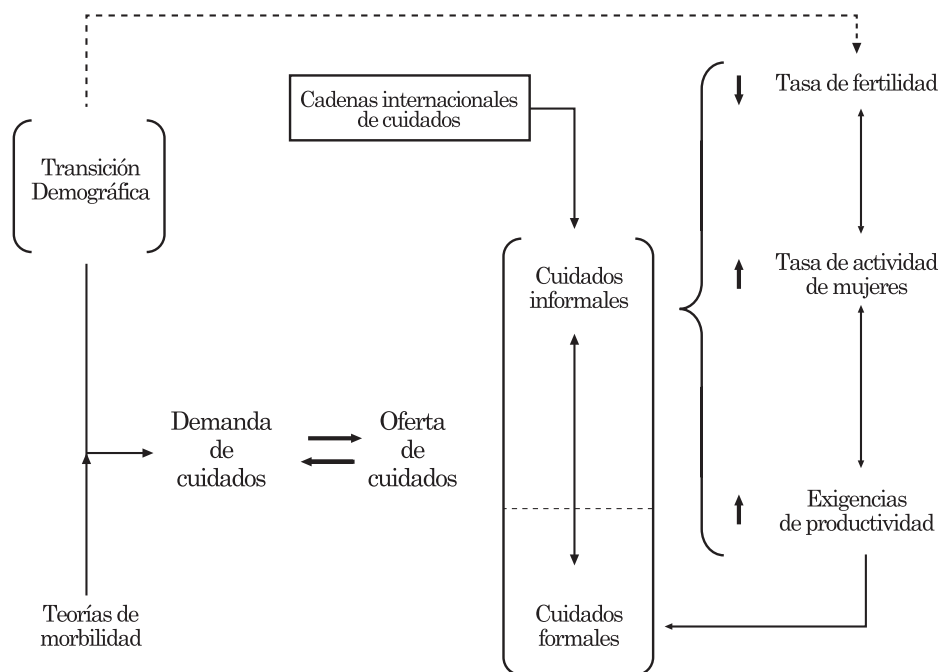 Tasa de fertilidad
Cadenas internacionales
de cuidados
Transición
Demográfica
Tasa de actividad
de mujeres
Cuidados
informales
Demanda
de
cuidados
Oferta
de
cuidados
Exigencias
de productividad
Teorías de
morbilidad
Cuidados
formales